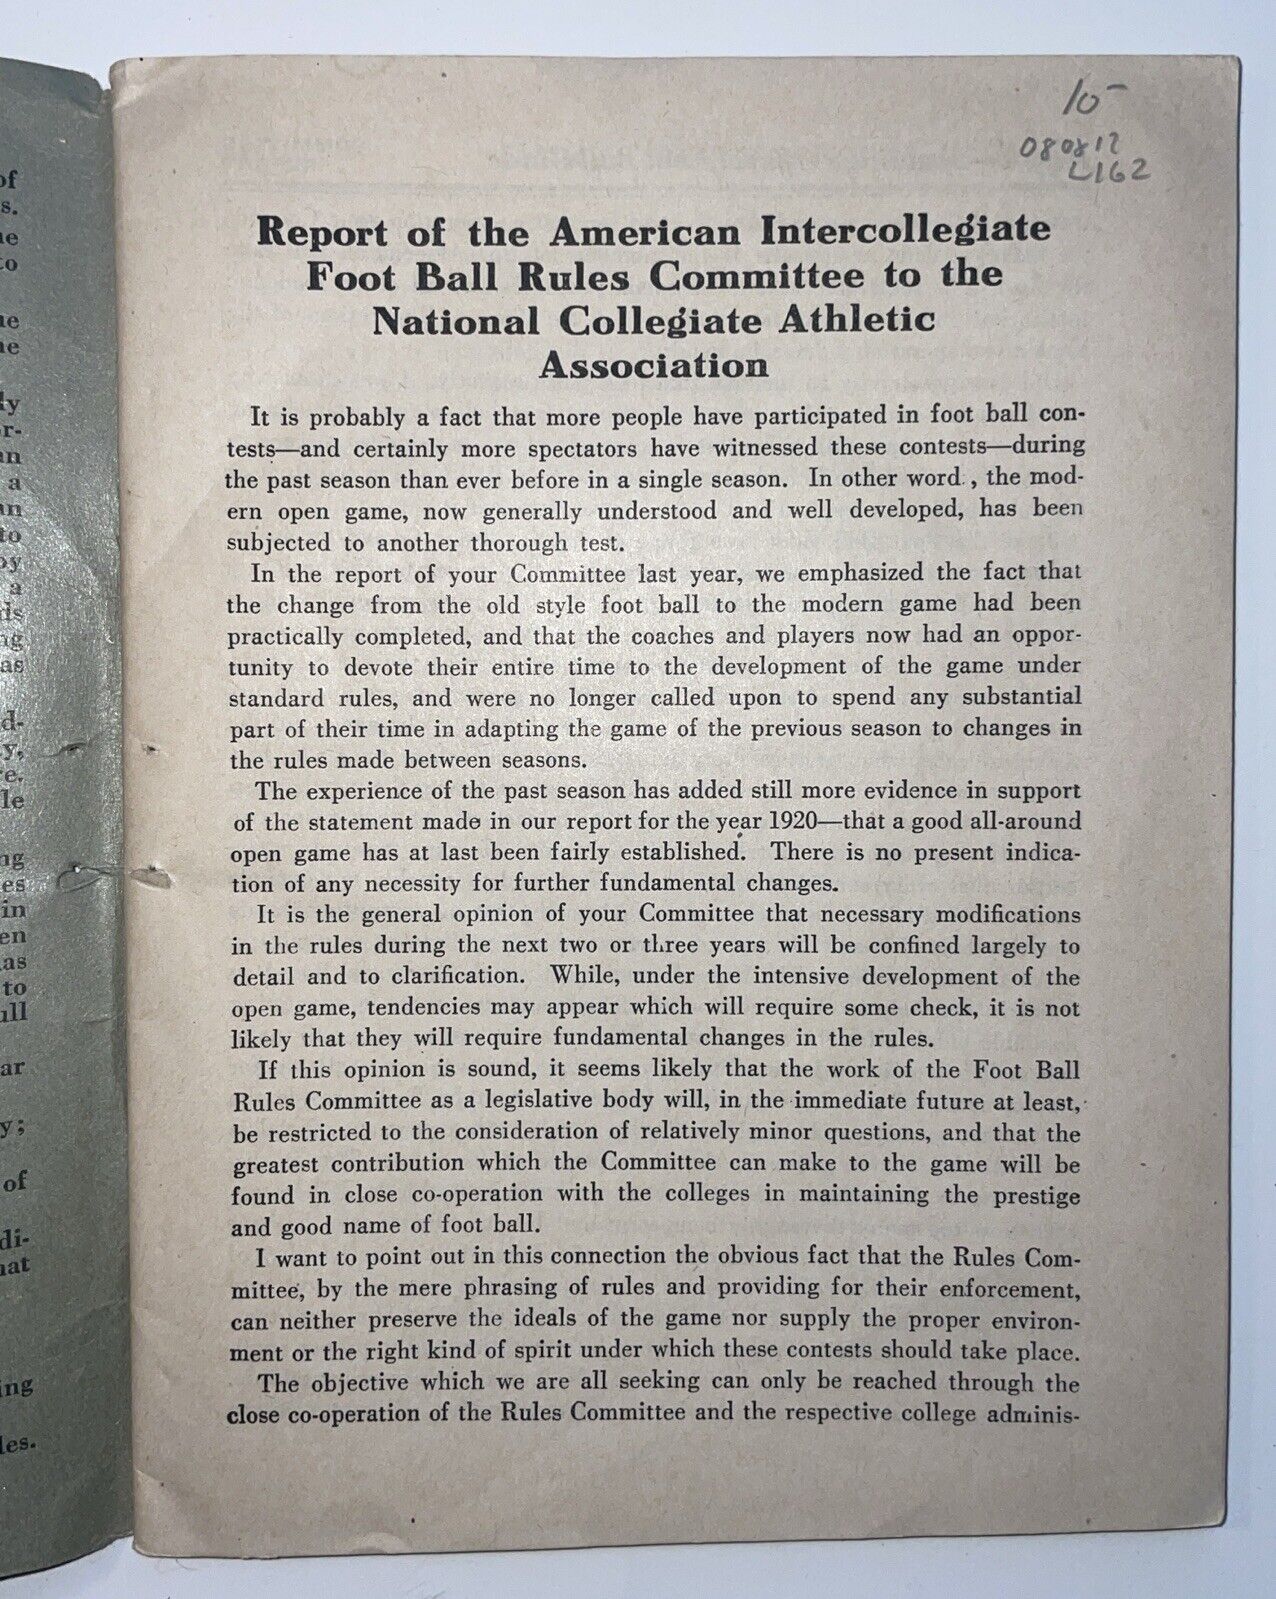 10-
080812
L162
Report of the American Intercollegiate
Foot Ball Rules Committee to the
National Collegiate Athletic
Association
It is probably a fact that more people have participated in foot ball con-
tests—and certainly more spectators have witnessed these contests—during
the past season than ever before in a single season. In other word., the mod-
ern open game, now generally understood and well developed, has been
subjected to another thorough test.
In the report of your Committee last year, we emphasized the fact that
the change from the old style foot ball to the modern game had been
practically completed, and that the coaches and players now had an oppor-
tunity to devote their entire time to the development of the game under
standard rules, and were no longer called upon to spend any substantial
part of their time in adapting the game of the previous season to changes in
the rules made between seasons.
The experience of the past season has added still more evidence in support
of the statement made in our report for the year 1920—that a good all-around
open game has at last been fairly established. There is no present indica-
tion of any necessity for further fundamental changes.
It is the general opinion of your Committee that necessary modifications
in the rules during the next two or three years will be confined largely to
detail and to clarification. While, under the intensive development of the
open game, tendencies may appear which will require some check, it is not
likely that they will require fundamental changes in the rules.
If this opinion is sound, it seems likely that the work of the Foot Ball
Rules Committee as a legislative body will, in the immediate future at least,
be restricted to the consideration of relatively minor questions, and that the
greatest contribution which the Committee can make to the game will be
found in close co-operation with the colleges in maintaining the prestige
and good name of foot ball.
I want to point out in this connection the obvious fact that the Rules Com-
mittee, by the mere phrasing of rules and providing for their enforcement,
can neither preserve the ideals of the game nor supply the proper environ-
ment or the right kind of spirit under which these contests should take place.
The objective which we are all seeking can only be reached through the
close co-operation of the Rules Committee and the respective college adminis-